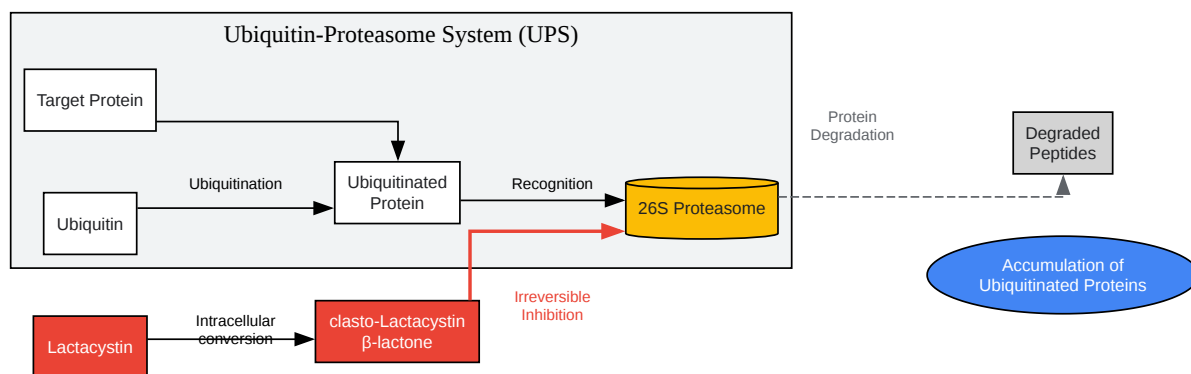 Ubiquitin-Proteasome System (UPS)
Target Protein
Protein
Degradation
Degraded
Peptides
Ubiquitination
Ubiquitinated
Protein
Recognition
26S Proteasome
Ubiquitin
Accumulation of
Ubiquitinated Proteins
Irreversible
Inhibition
Lactacystin
Intracellular
conversion
clasto-Lactacystin
β-lactone